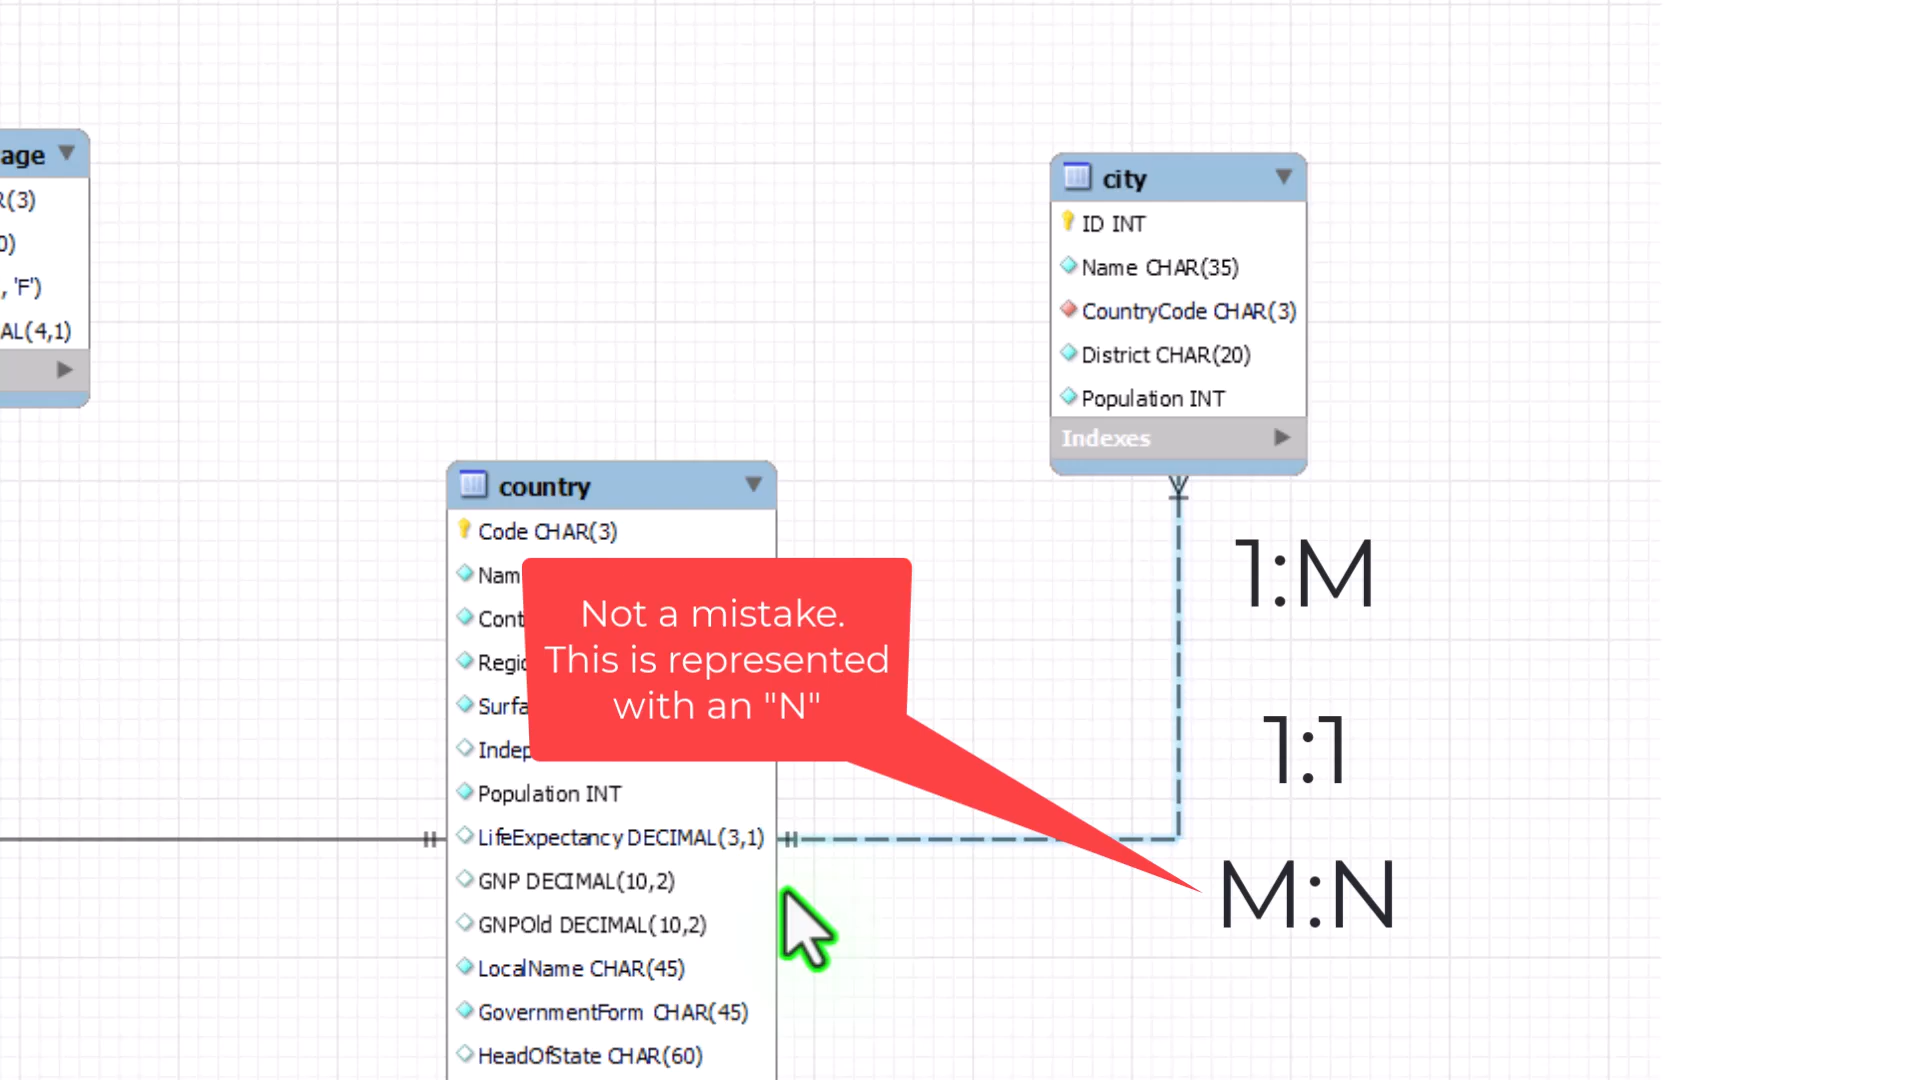 age
R(3)
0)
, 'F')
AL(4,1)
city
ID INT
Name CHAR(35)
CountryCode CHAR(3)
District CHAR(20)
Population INT
Indexes
country
Code CHAR(3)
Nam
Cont
Regio
Surfa
Indep
Population INT
LifeExpectancy DECIMAL(3,1)
GNP DECIMAL(10,2)
GNPOld DECIMAL(10,2)
LocalName CHAR(45)
GovernmentForm CHAR(45)
HeadOfState CHAR(60)
Not a mistake.
This is represented
with an "N"
1:M
1:1
M:N